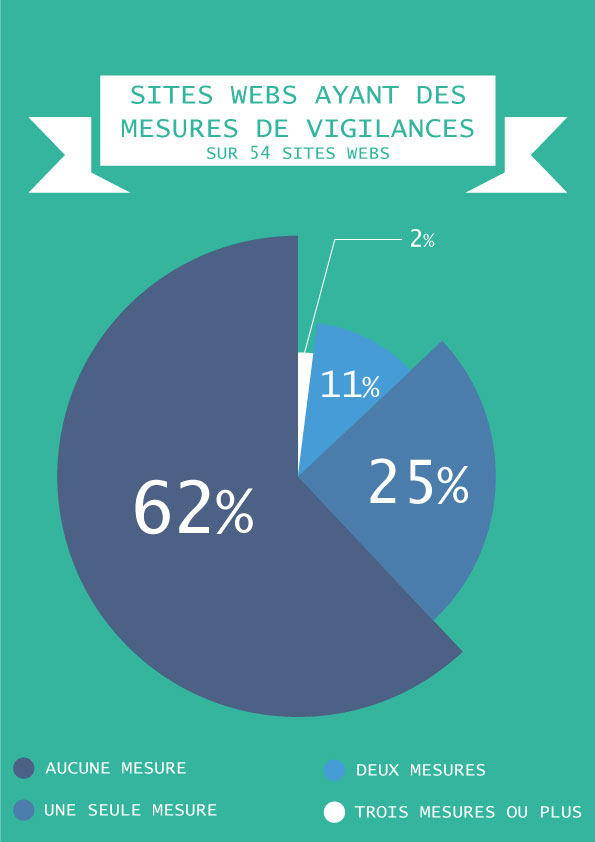 SITES WEBS AYANT DES
MESURES DE VIGILANCES
SUR 54 SITES WEBS
2%
11%
25%
62%
AUCUNE MESURE
UNE SEULE MESURE
DEUX MESURES
TROIS MESURES OU PLUS